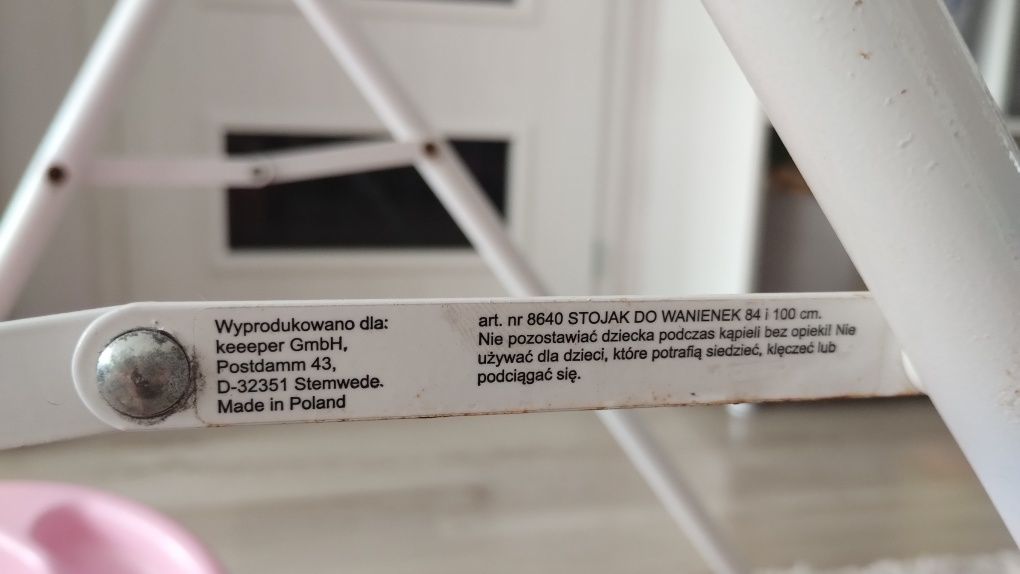 Wyprodukowano dla:
keeeper GmbH,
Postdamm 43,
D-32351 Stemwede.
Made in Poland
art. nr 8640 STOJAK DO WANIENEK 84 i 100 cm.
Nie pozostawiać dziecka podczas kąpieli bez opieki! Nie
używać dla dzieci, które potrafią siedzieć, klęczeć lub
podciągać się.